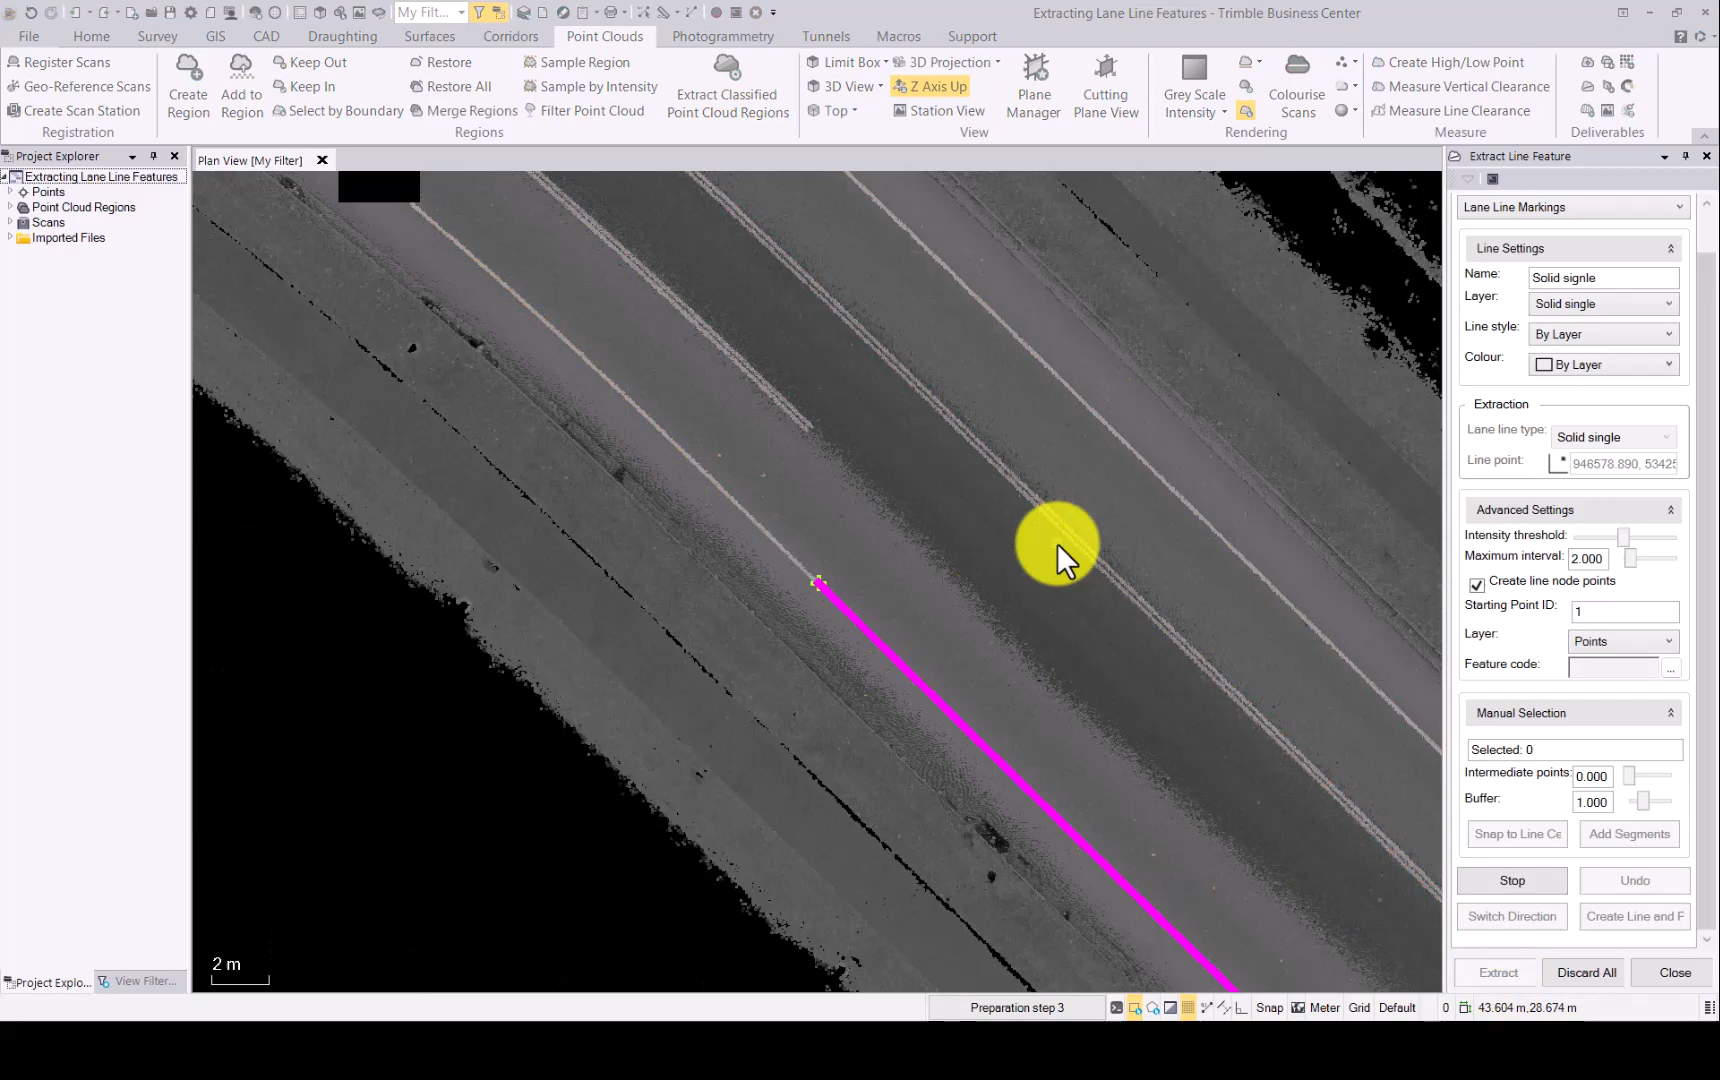 My Filt...
Extracting Lane Line Features - Trimble Business Center
File Home Survey GIS CAD Draughting Surfaces Corridors Point Clouds Photogrammetry Tunnels Macros Support
Register Scans
Geo-Reference Scans
Create Scan Station
Registration
Create Region
Add to Region
Keep Out
Keep In
Select by Boundary
Restore
Restore All
Merge Regions
Sample Region
Sample by Intensity
Filter Point Cloud
Extract Classified Point Cloud Regions
Regions
Limit Box
3D View
Top
3D Projection
Z Axis Up
Station View
Plane Manager
Cutting Plane View
View
Grey Scale Intensity
Colourise Scans
Rendering
Create High/Low Point
Measure Vertical Clearance
Measure Line Clearance
Measure
Deliverables
Project Explorer
Extracting Lane Line Features
Points
Point Cloud Regions
Scans
Imported Files
Project Explo...
View Filter...
Plan View [My Filter]
2 m
Extract Line Feature
Lane Line Markings
Line Settings
Name: Solid signle
Layer: Solid single
Line style: By Layer
Colour: By Layer
Extraction
Lane line type: Solid single
Line point: 946578.890, 53425
Advanced Settings
Intensity threshold:
Maximum interval: 2.000
Create line node points
Starting Point ID: 1
Layer: Points
Feature code: ...
Manual Selection
Selected: 0
Intermediate points: 0.000
Buffer: 1.000
Snap to Line Ce
Add Segments
Stop
Undo
Switch Direction
Create Line and F
Extract
Discard All
Close
Preparation step 3
Snap
Meter
Grid
Default
0
43.604 m,28.674 m